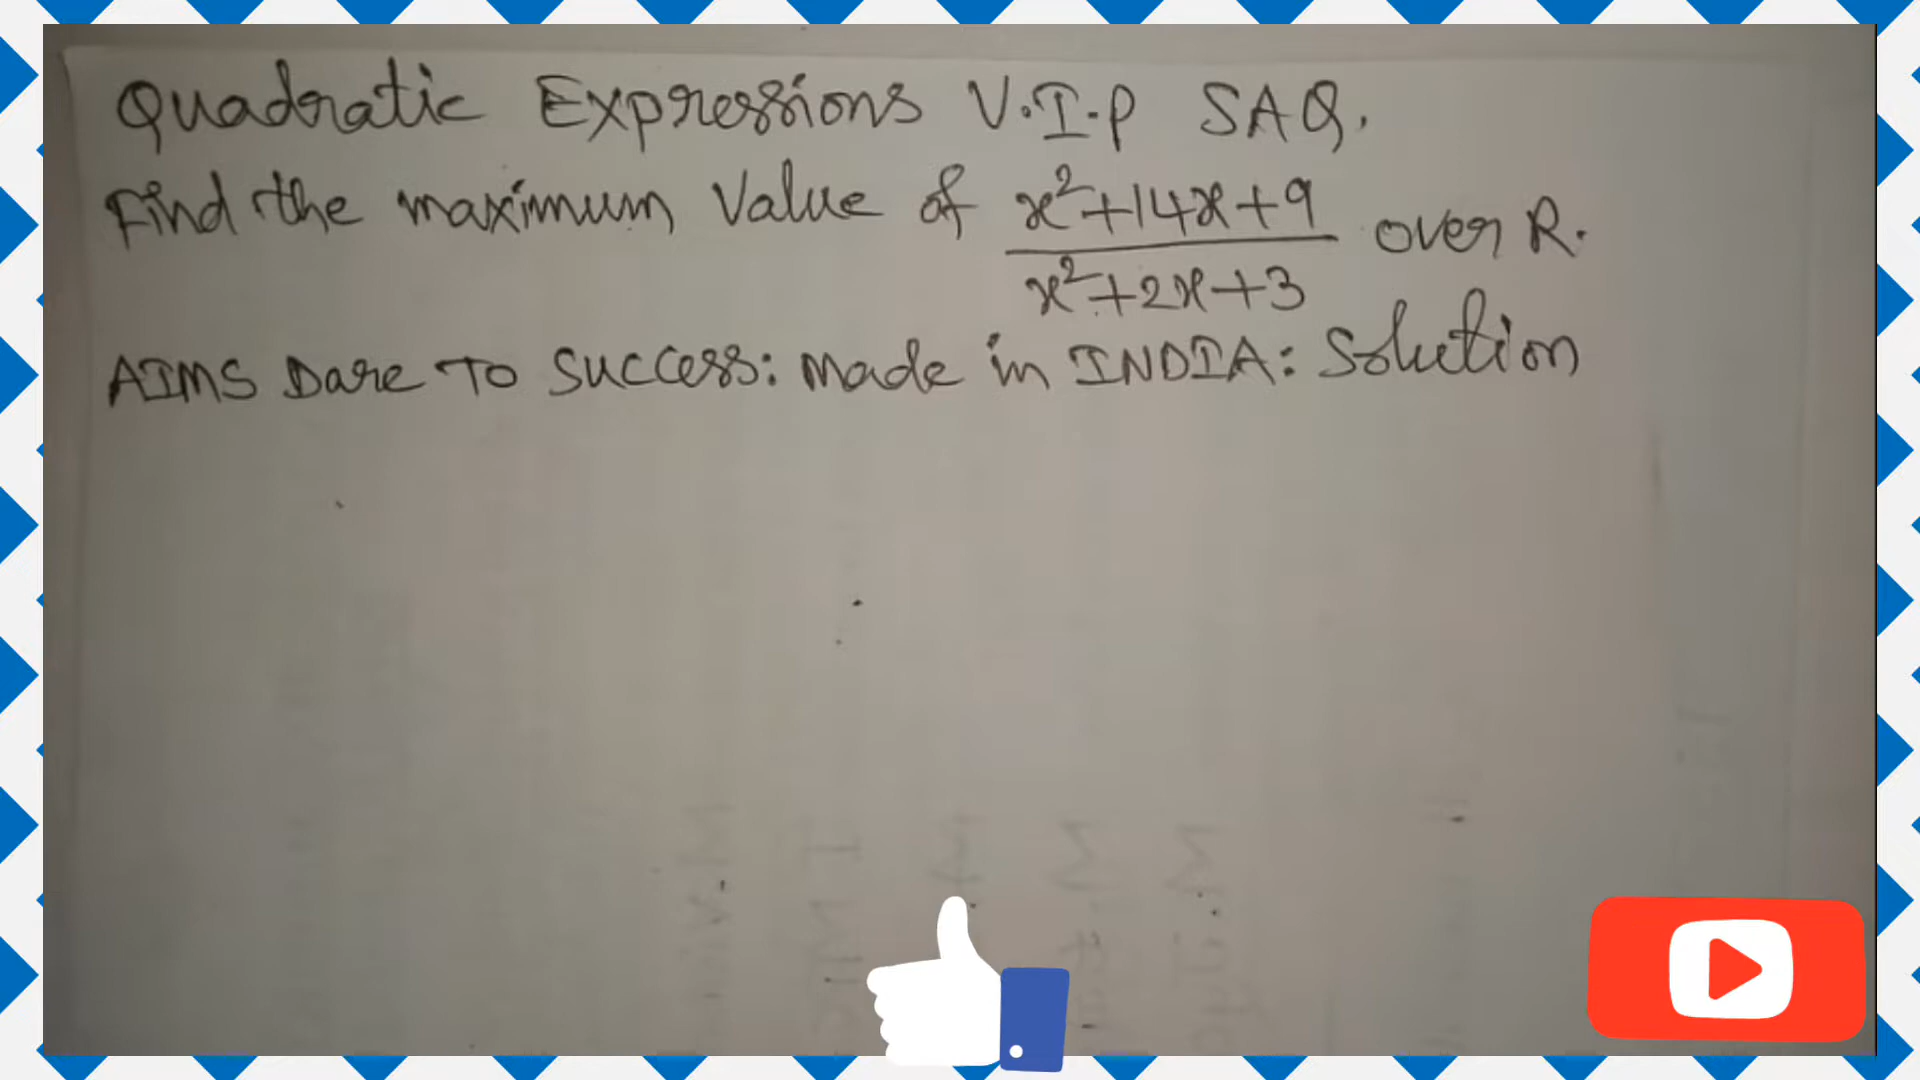 Quadratic Expressions V.I.P SAQ.
Find the maximum Value of x²+14x+9/x²+2x+3 over R.
AIMS Dare To Success: Made in INDIA: Solution